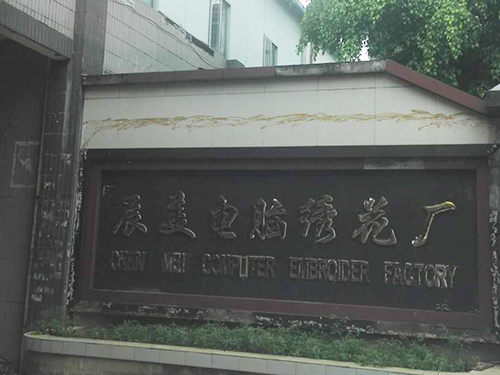 辰美电脑绣花厂
CHEN MEI COMPUTER EMBROIDER FACTORY